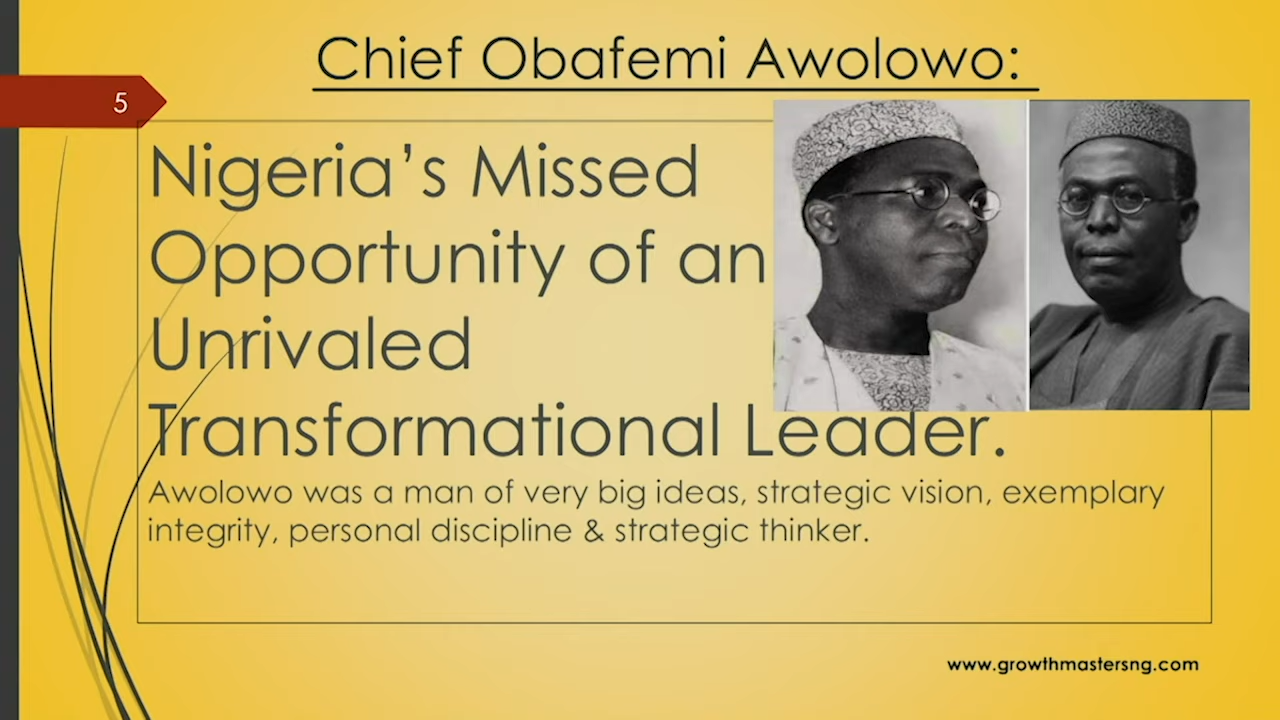 Chief Obafemi Awolowo:
5
Nigeria's Missed
Opportunity of an
Unrivaled
Transformational Leader.
Awolowo was a man of very big ideas, strategic vision, exemplary
integrity, personal discipline & strategic thinker.
www.growthmastersng.com